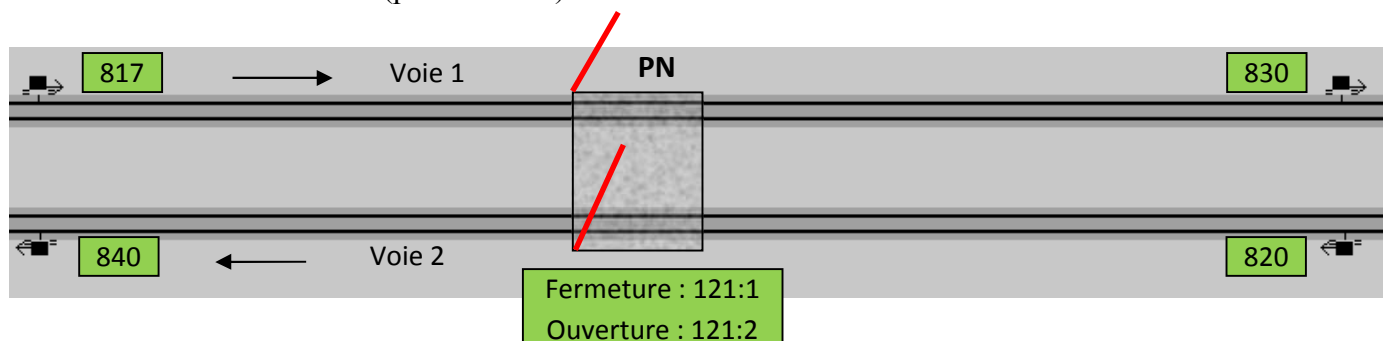 817
Voie 1
PN
830
840
Voie 2
820
Fermeture : 121:1
Ouverture : 121:2